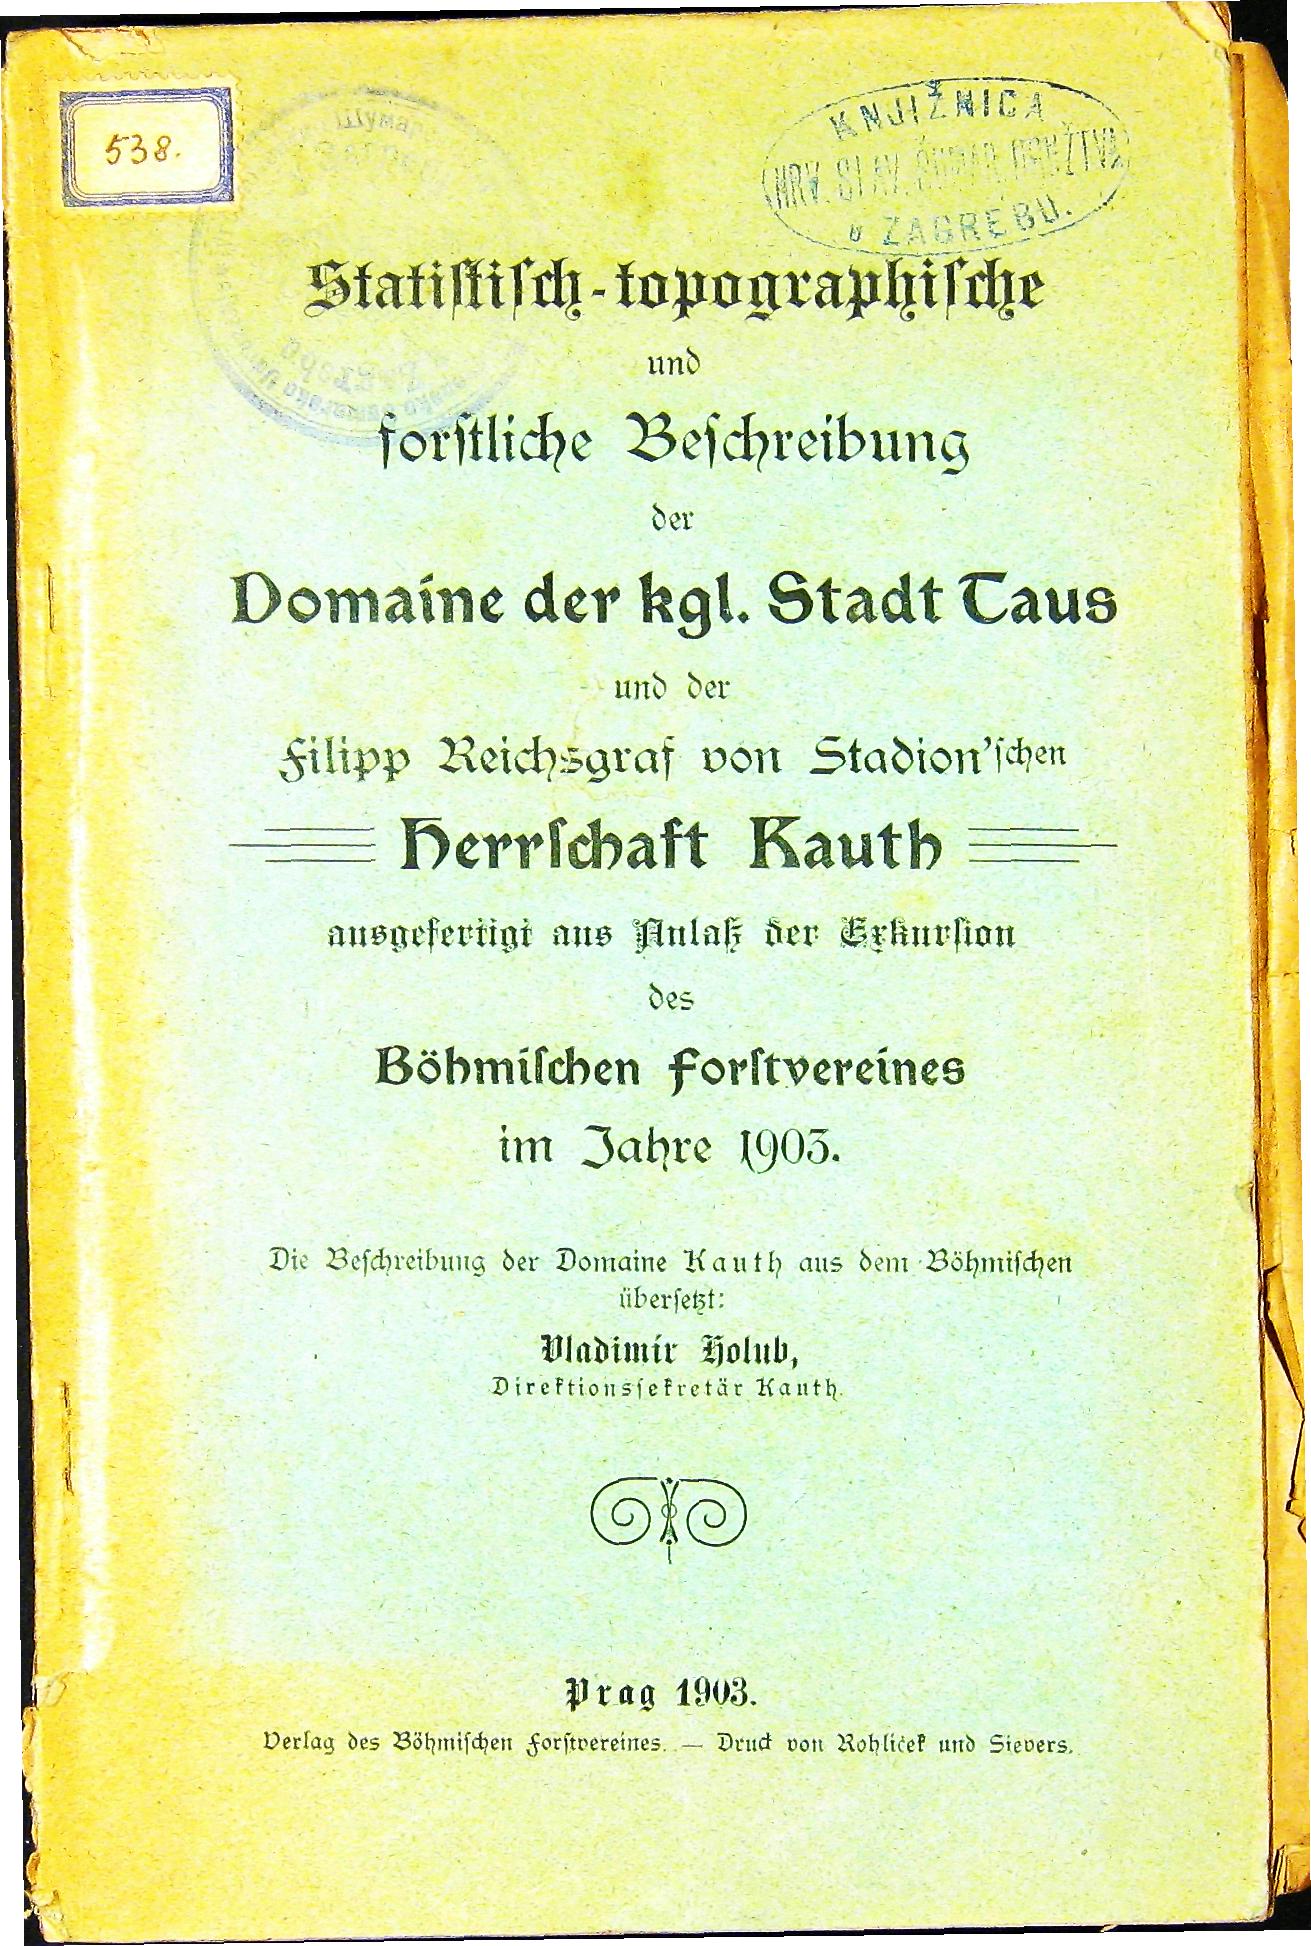 538.
KNJIŽNICA
HRV. SLAV. ŠUMAR. DRUŽTVA
U ZAGREBU.
Statiſtiſch-topographiſche
und
forſtliche Beſchreibung
der
Domaine der kgl. Stadt Taus
und der
Filipp Reichsgraf von Stadion'ſchen
Herrſchaft Kauth
ausgefertigt aus Anlaß der Exkurſion
des
Böhmiſchen Forſtvereines
im Jahre 1903.
Die Beſchreibung der Domaine Kauth aus dem Böhmiſchen
überſetzt:
Vladimir Holub,
Direktionsſekretär Kauth.
Prag 1903.
Verlag des Böhmiſchen Forſtvereines. — Druck von Rohliček und Sievers.